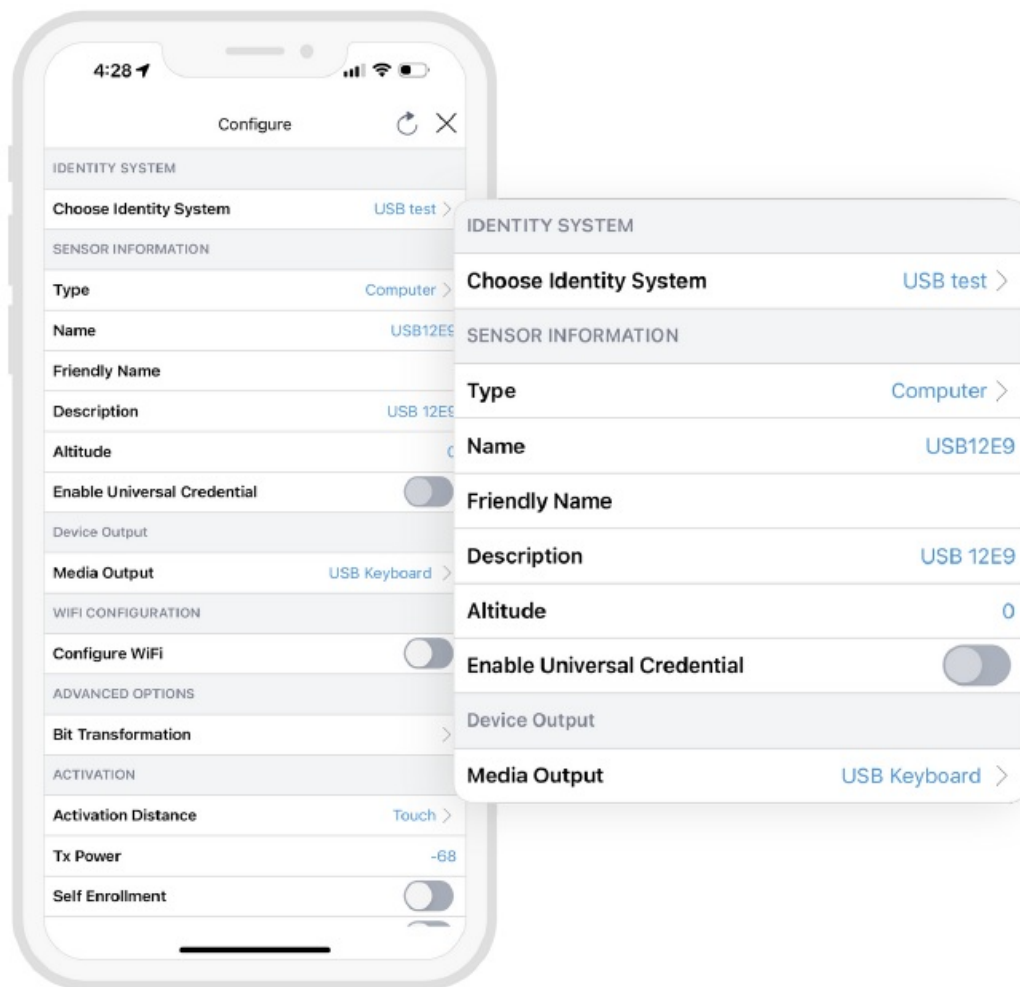 4:28
Configure
IDENTITY SYSTEM
Choose Identity System USB test
SENSOR INFORMATION
Type Computer
Name USB12E9
Friendly Name
Description USB 12E9
Altitude 0
Enable Universal Credential
Device Output
Media Output USB Keyboard
WIFI CONFIGURATION
Configure WiFi
ADVANCED OPTIONS
Bit Transformation
ACTIVATION
Activation Distance Touch
Tx Power -68
Self Enrollment
IDENTITY SYSTEM
Choose Identity System USB test
SENSOR INFORMATION
Type Computer
Name USB12E9
Friendly Name
Description USB 12E9
Altitude 0
Enable Universal Credential
Device Output
Media Output USB Keyboard